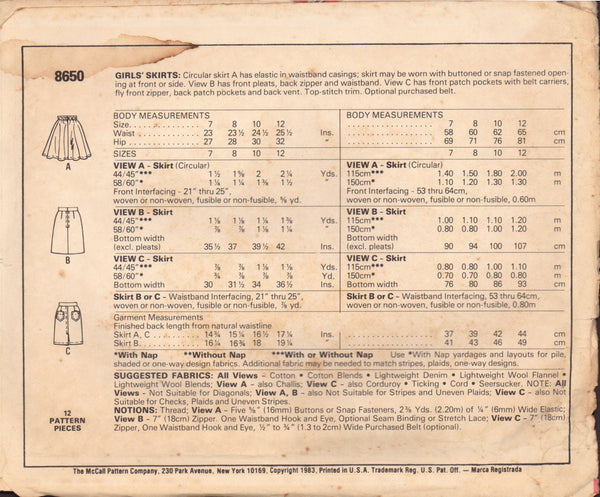 8650
GIRLS' SKIRTS: Circular skirt A has elastic in waistband casings; skirt may be worn with buttoned or snap fastened open-
ing at front or side. View B has front pleats, back zipper and waistband. View C has front patch pockets with belt carriers,
fly front zipper, back patch pockets and back vent. Top-stitch trim. Optional purchased belt.
BODY MEASUREMENTS BODY MEASUREMENTS
Size 7 8 10 12 7 8 10 12
Waist 23 23½ 24½ 25½ Ins. 58 60 62 65 cm
Hip 27 28 30 32 " 69 71 76 81 cm
SIZES 7 8 10 12 7 8 10 12
VIEW A - Skirt (Circular) VIEW A - Skirt (Circular)
44/45"*** 1½ 1⅝ 2 2¼ Yds. 115cm*** 1.40 1.50 1.80 2.00 m
58/60"* 1¼ 1¼ 1⅜ 1½ " 150cm* 1.10 1.20 1.30 1.30 m
Front Interfacing - 21" thru 25", Front Interfacing - 53 thru 64cm,
woven or non-woven, fusible or non-fusible, ⅝ yd. woven or non-woven, fusible or non-fusible, 0.60m
VIEW B - Skirt VIEW B - Skirt
44/45"*** 1⅛ 1⅛ 1¼ 1⅜ Yds. 115cm*** 1.00 1.10 1.10 1.20 m
58/60"* ⅞ ⅞ 1⅛ 1¼ " 150cm* 0.80 0.80 1.00 1.20 m
Bottom width Bottom width
(excl. pleats) 35½ 37 39½ 42 Ins. (excl. pleats) 90 94 100 107 cm
VIEW C - Skirt VIEW C - Skirt
44/45"*** ⅞ ⅞ 1⅛ 1⅛ Yds. 115cm*** 0.80 0.80 1.00 1.10 m
58/60"* ¾ ⅞ ⅞ ⅞ " 150cm* 0.70 0.80 0.80 0.80 m
Bottom width 30 31½ 34 36½ Ins. Bottom width 76 80 86 93 cm
Skirt B or C - Waistband Interfacing, 21" thru 25", Skirt B or C - Waistband Interfacing, 53 thru 64cm,
woven or non-woven, fusible or non-fusible, ⅞ yd. woven or non-woven, fusible or non-fusible, 0.80m
Garment Measurements
Finished back length from natural waistline
Skirt A, C 14¾ 15¼ 16½ 17¼ Ins. 37 39 42 44 cm
Skirt B 16¼ 16¾ 18 19¼ " 41 43 46 49 cm
*With Nap **Without Nap ***With or Without Nap Use *With Nap yardages and layouts for pile,
shaded or one-way design fabrics. Additional fabric may be needed to match stripes, plaids, one-way designs.
SUGGESTED FABRICS: All Views - Cotton • Cotton Blends • Lightweight Denim • Lightweight Wool Flannel •
Lightweight Wool Blends; View A - also Challis; View C - also Corduroy • Ticking • Cord • Seersucker. NOTE: All
Views - Not Suitable for Diagonals; A, B - also Not Suitable for Stripes and Uneven Plaids; View C - also Not
Suitable for Checks, Plaids and Uneven Stripes.
NOTIONS: Thread; View A - Five ⅝" (16mm) Buttons or Snap Fasteners, 2⅜ Yds. (2.20m) of ¼" (6mm) Wide Elastic;
View B - 7" (18cm) Zipper. One Waistband Hook and Eye, Optional Seam Binding or Stretch Lace; View C - 7" (18cm)
Zipper, One Waistband Hook and Eye, ½" to ¾" (1.3 to 2cm) Wide Purchased Belt (optional).
A
B
C
12
PATTERN
PIECES
The McCall Pattern Company, 230 Park Avenue, New York 10169, Copyright 1983, Printed in U.S.A. Trademark Reg. U.S. Pat. Off. — Marca Registrada